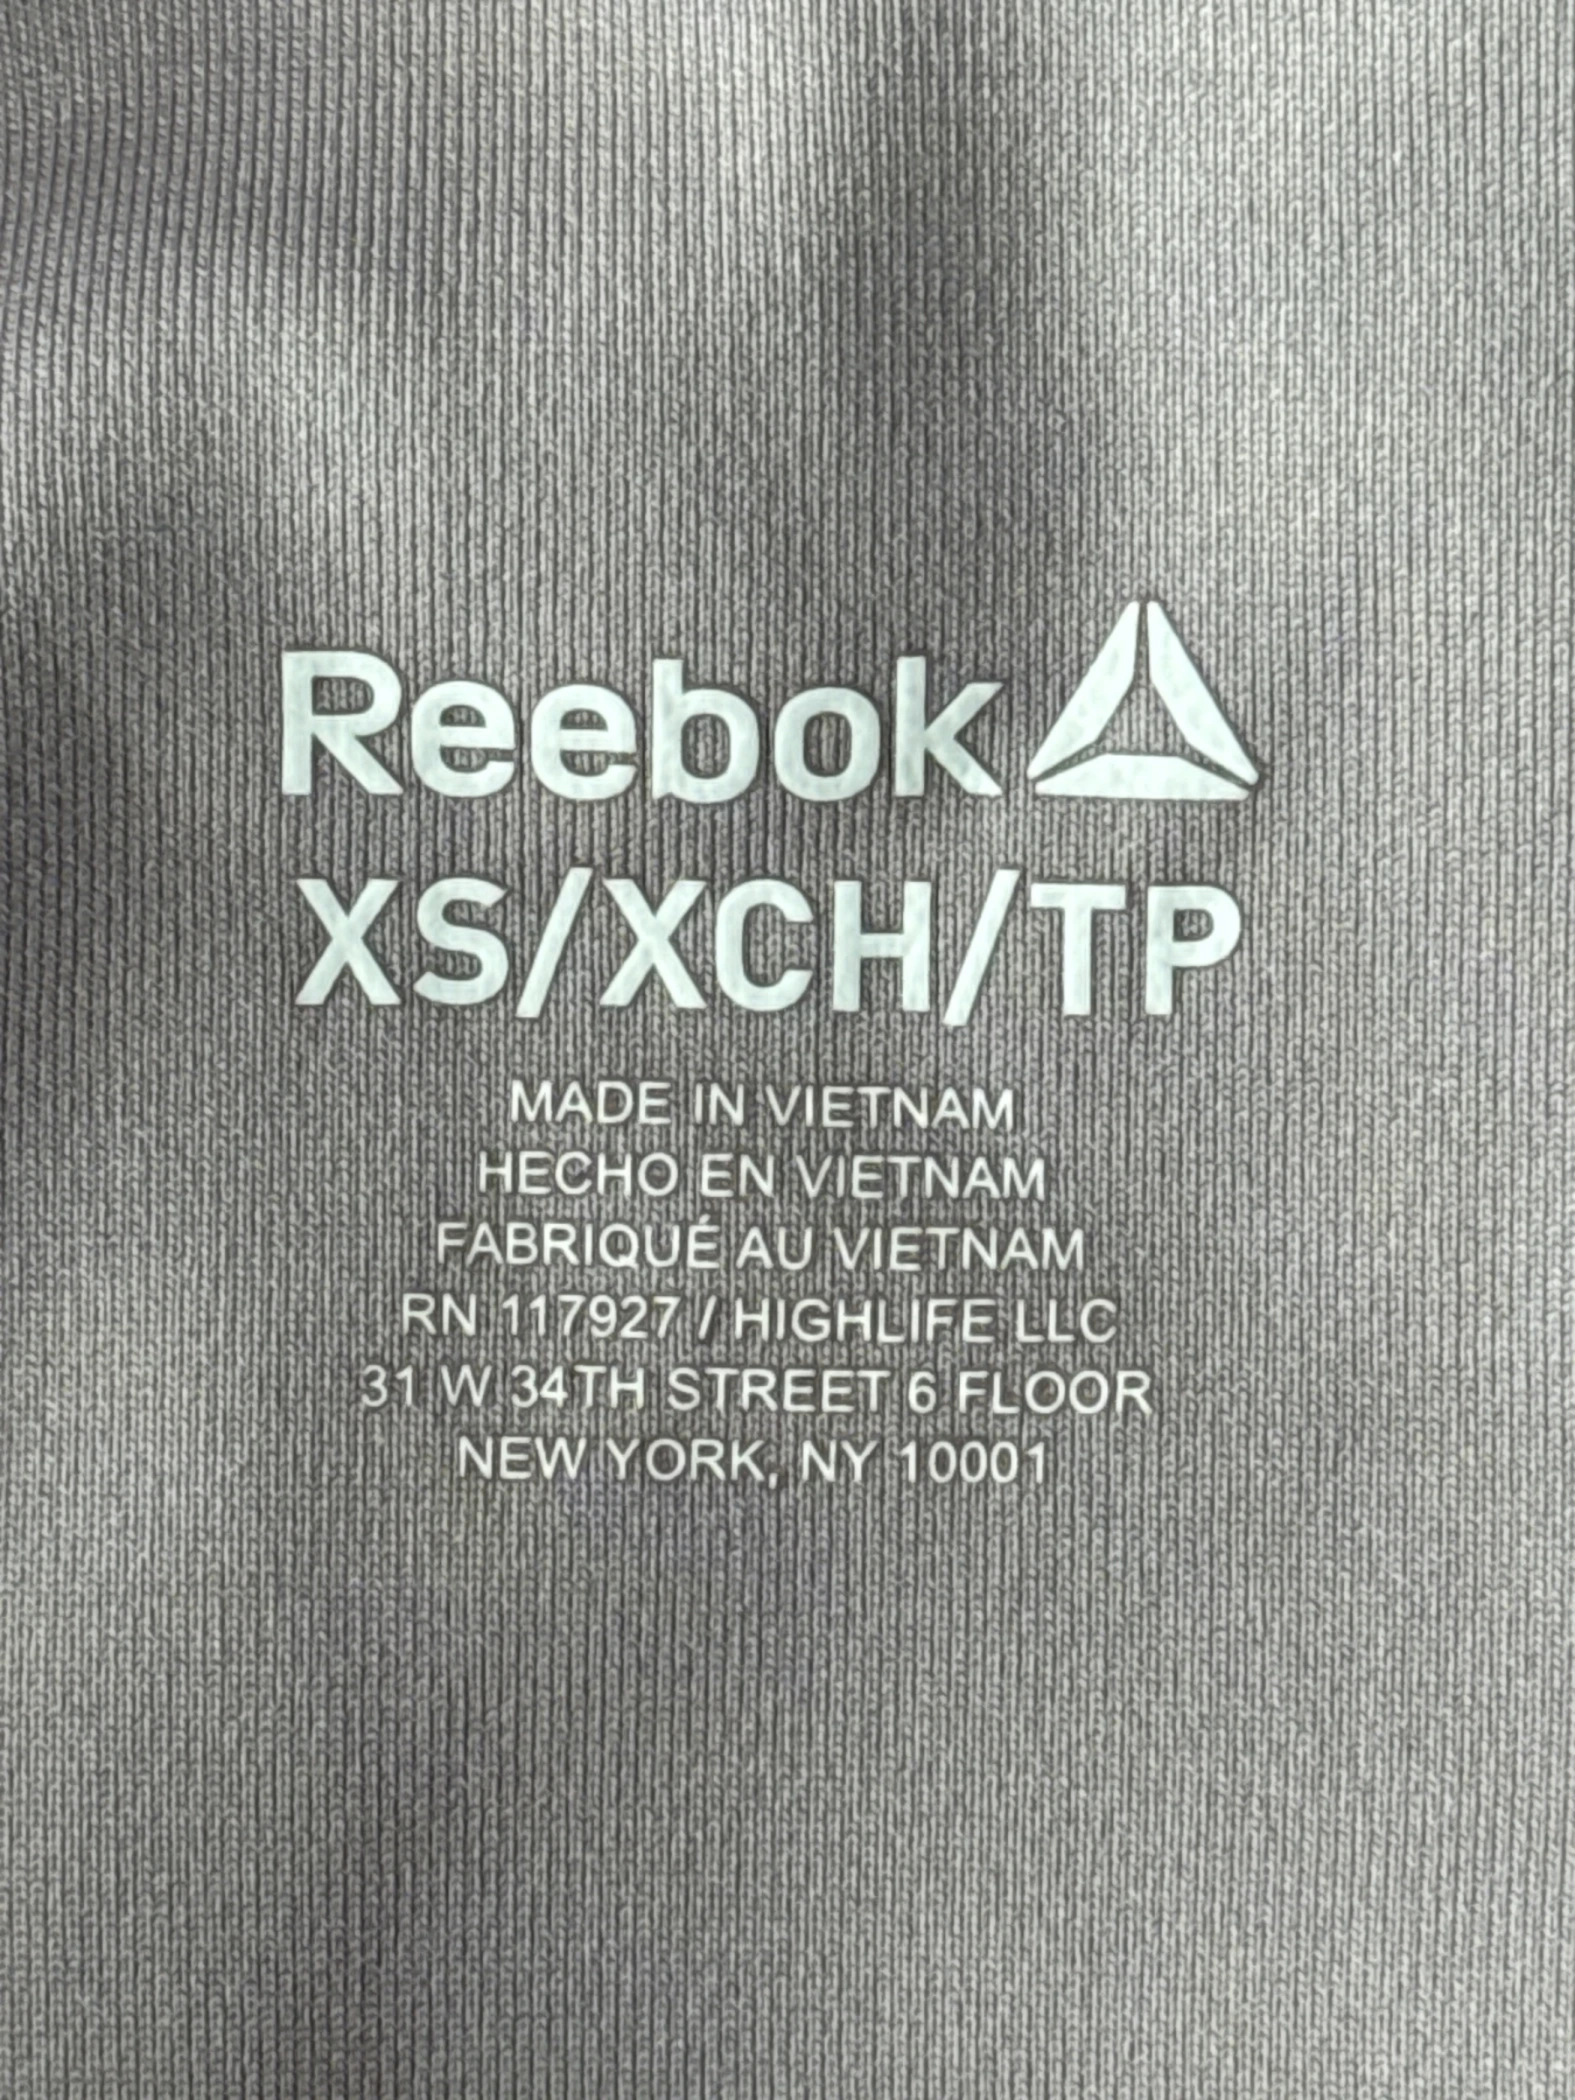 Reebok
XS/XCH/TP
MADE IN VIETNAM
HECHO EN VIETNAM
FABRIQUÉ AU VIETNAM
RN 117927 / HIGHLIFE LLC
31 W 34TH STREET 6 FLOOR
NEW YORK, NY 10001